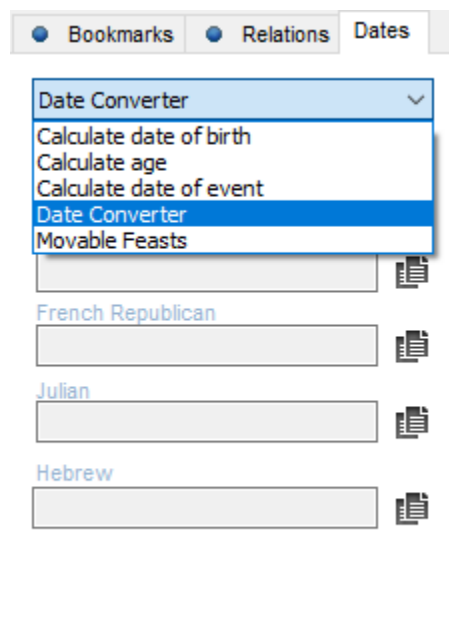 Bookmarks Relations Dates
Date Converter
Calculate date of birth
Calculate age
Calculate date of event
Date Converter
Movable Feasts
French Republican
Julian
Hebrew